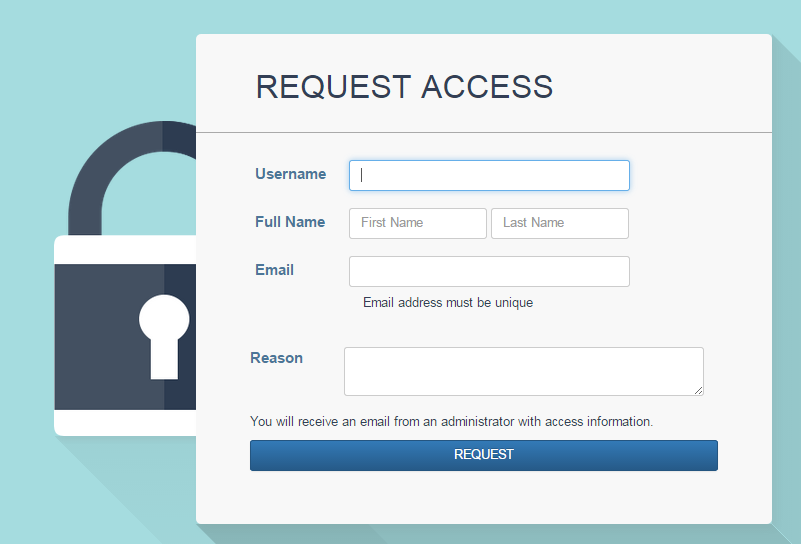 REQUEST ACCESS
Username
Full Name First Name Last Name
Email
Email address must be unique
Reason
You will receive an email from an administrator with access information.
REQUEST